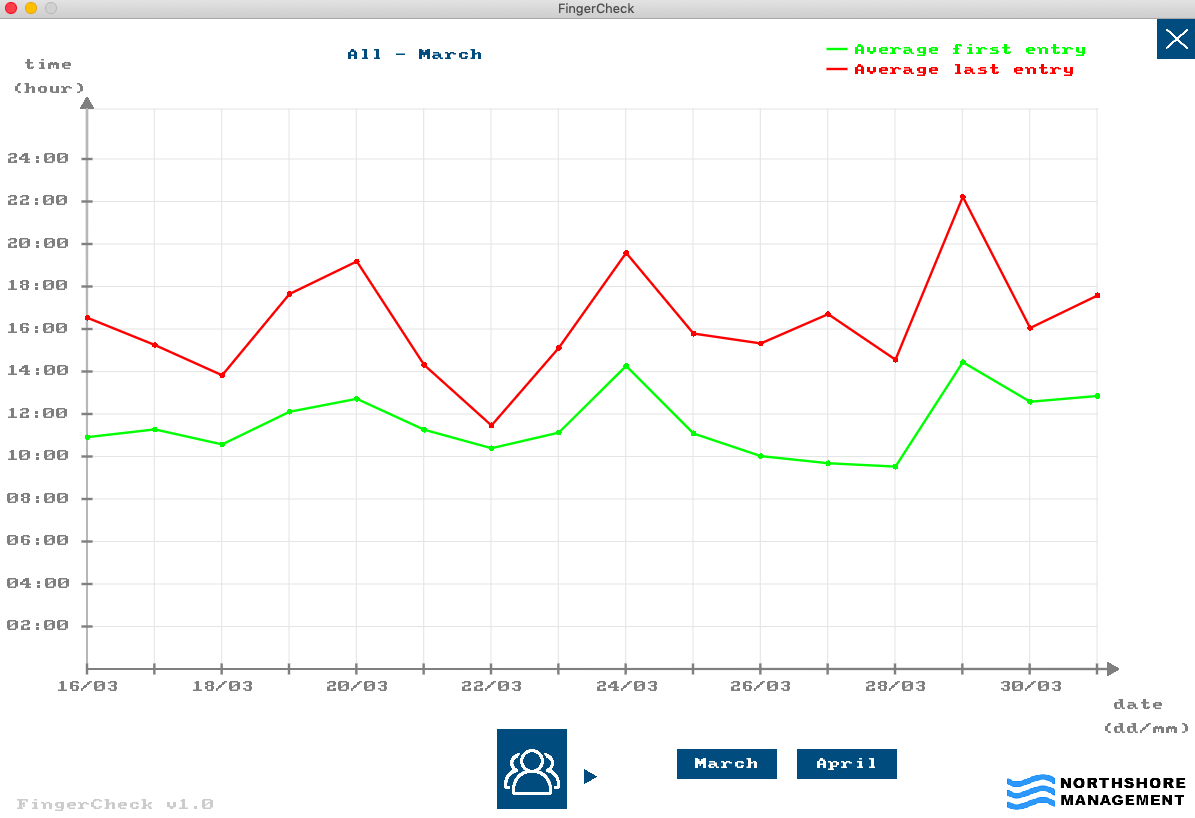 FingerCheck
All - March
Average first entry
Average last entry
time
(hour)
24:00
22:00
20:00
18:00
16:00
14:00
12:00
10:00
08:00
06:00
04:00
02:00
16/03 18/03 20/03 22/03 24/03 26/03 28/03 30/03
date
(dd/mm)
March April
FingerCheck v1.0
NORTHSHORE
MANAGEMENT